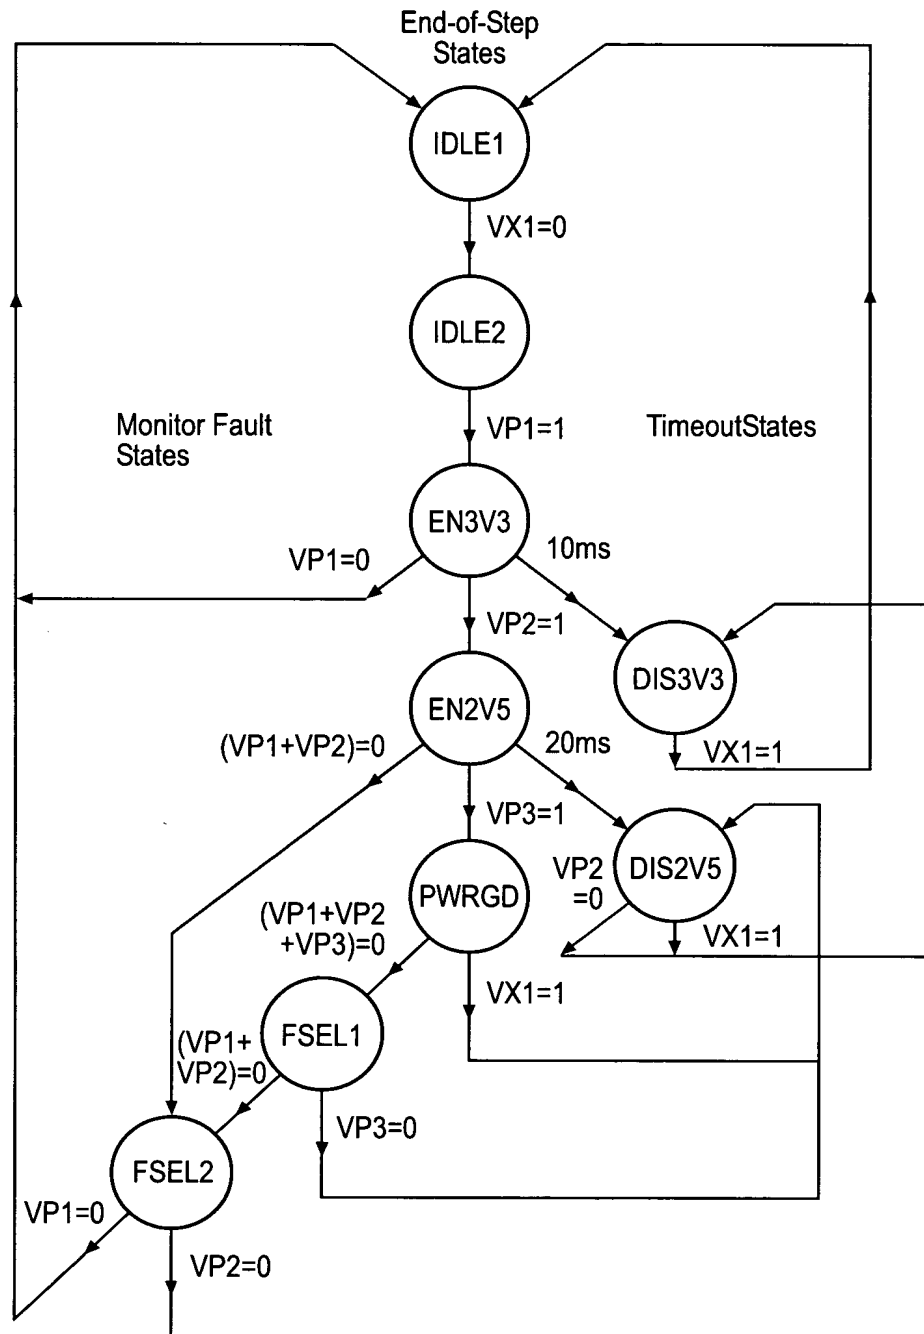 End-of-Step
States
IDLE1
VX1=0
IDLE2
Monitor Fault
States
VP1=1
TimeoutStates
EN3V3
VP1=0
10ms
VP2=1
DIS3V3
EN2V5
(VP1+VP2)=0
20ms
VX1=1
VP3=1
DIS2V5
VP2
=0
PWRGD
(VP1+VP2
+VP3)=0
VX1=1
VX1=1
FSEL1
(VP1+
VP2)=0
VP3=0
FSEL2
VP1=0
VP2=0